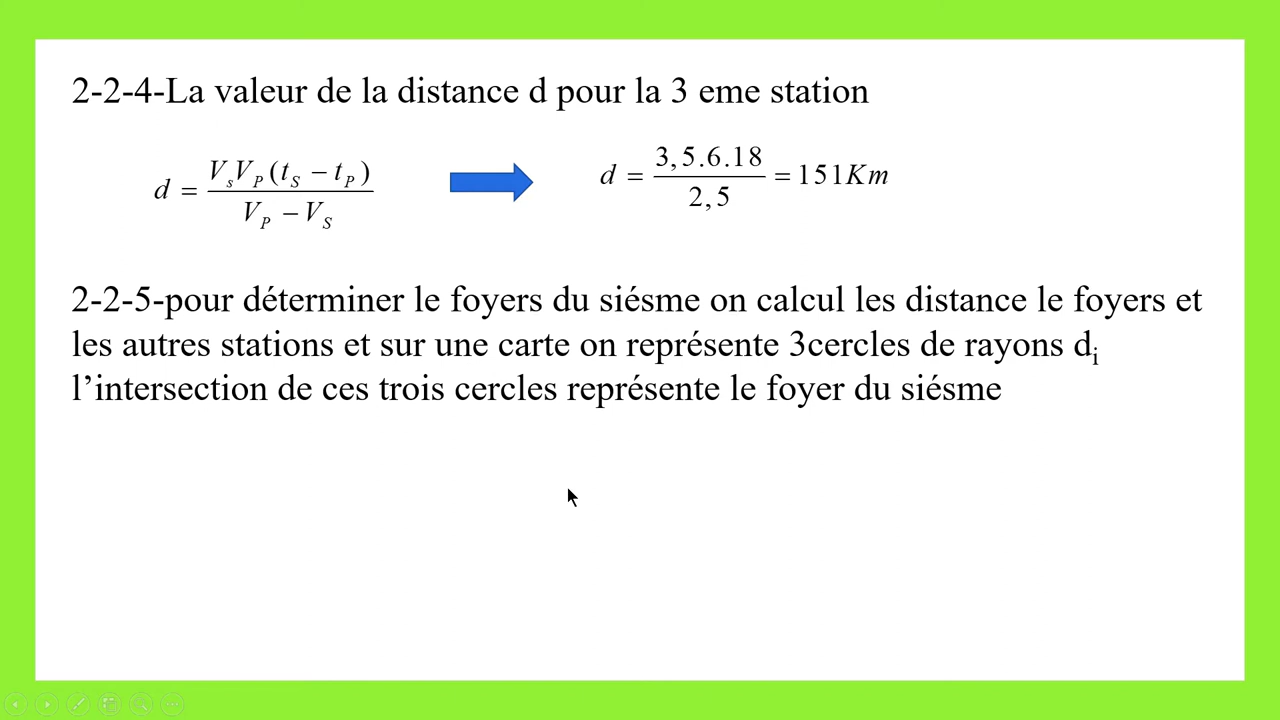 2-2-4-La valeur de la distance d pour la 3 eme station
d = VsVP(tS − tP) / VP − VS
d = 3,5.6.18 / 2,5 = 151Km
2-2-5-pour déterminer le foyers du siésme on calcul les distance le foyers et
les autres stations et sur une carte on représente 3cercles de rayons di
l’intersection de ces trois cercles représente le foyer du siésme